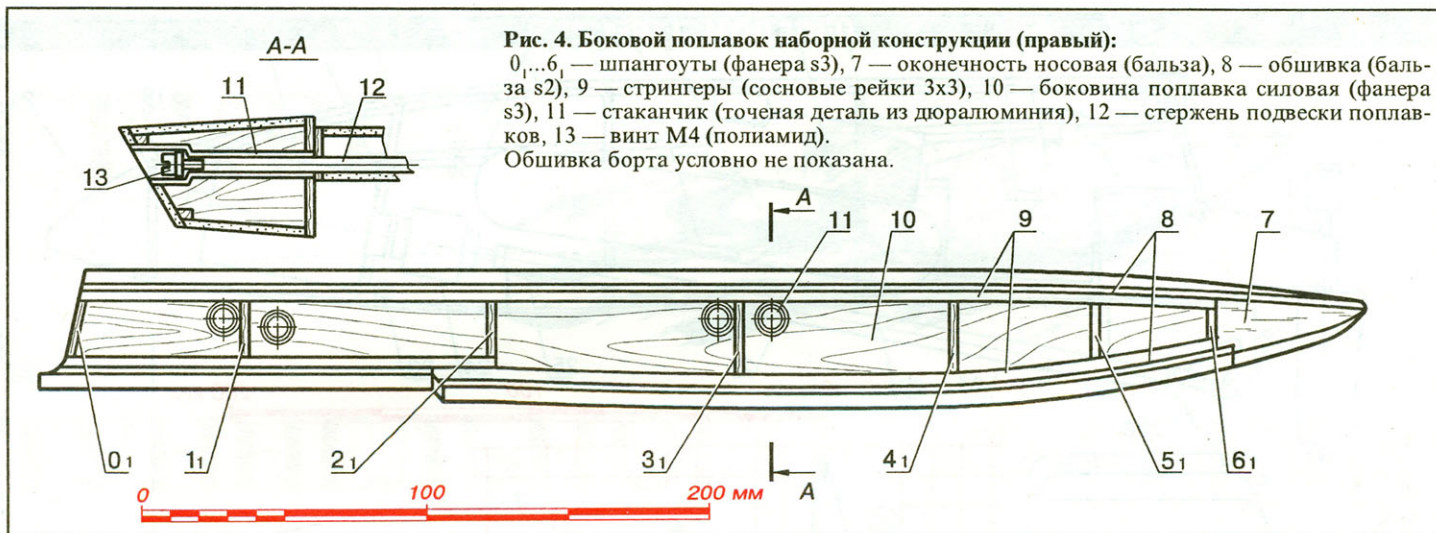 Рис. 4. Боковой поплавок наборной конструкции (правый):
0₁...6₁ — шпангоуты (фанера s3), 7 — оконечность носовая (бальза), 8 — обшивка (баль-
за s2), 9 — стрингеры (сосновые рейки 3х3), 10 — боковина поплавка силовая (фанера
s3), 11 — стаканчик (точеная деталь из дюралюминия), 12 — стержень подвески поплав-
ков, 13 — винт М4 (полиамид).
Обшивка борта условно не показана.
А-А
11 12
13
А
11 10 9 8 7
0₁ 1₁ 2₁ 3₁ 4₁ 5₁ 6₁
А
0 100 200 мм